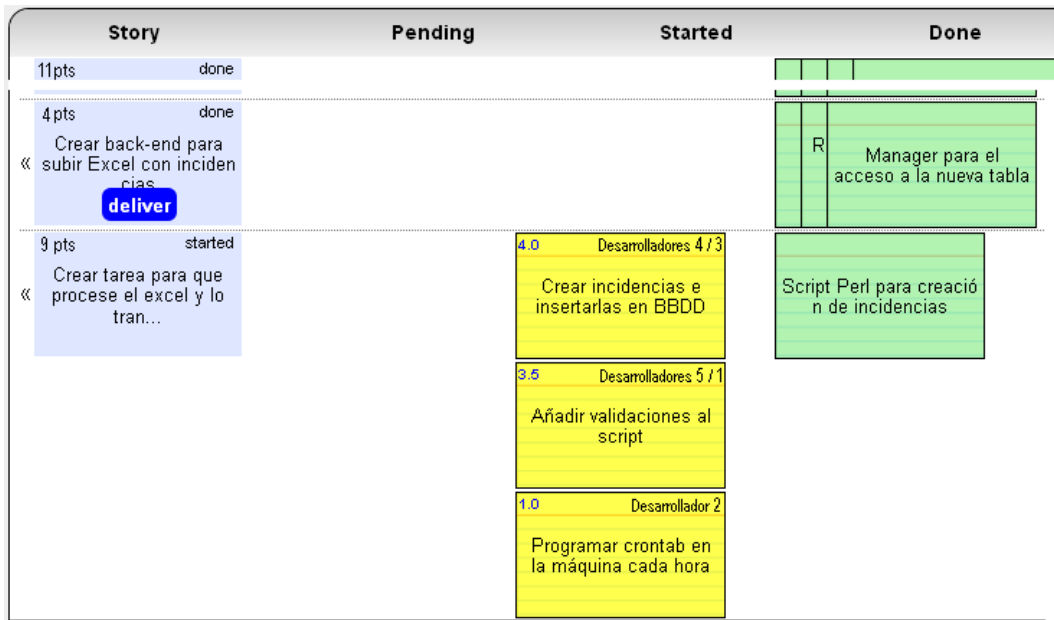 Story Pending Started Done
11pts done
4 pts done
Crear back-end para
« subir Excel con inciden
cias
deliver
R
Manager para el
acceso a la nueva tabla
9 pts started
Crear tarea para que
« procese el excel y lo
tran...
4.0 Desarrolladores 4 / 3
Crear incidencias e
insertarlas en BBDD
Script Perl para creació
n de incidencias
3.5 Desarrolladores 5 / 1
Añadir validaciones al
script
1.0 Desarrollador 2
Programar crontab en
la máquina cada hora